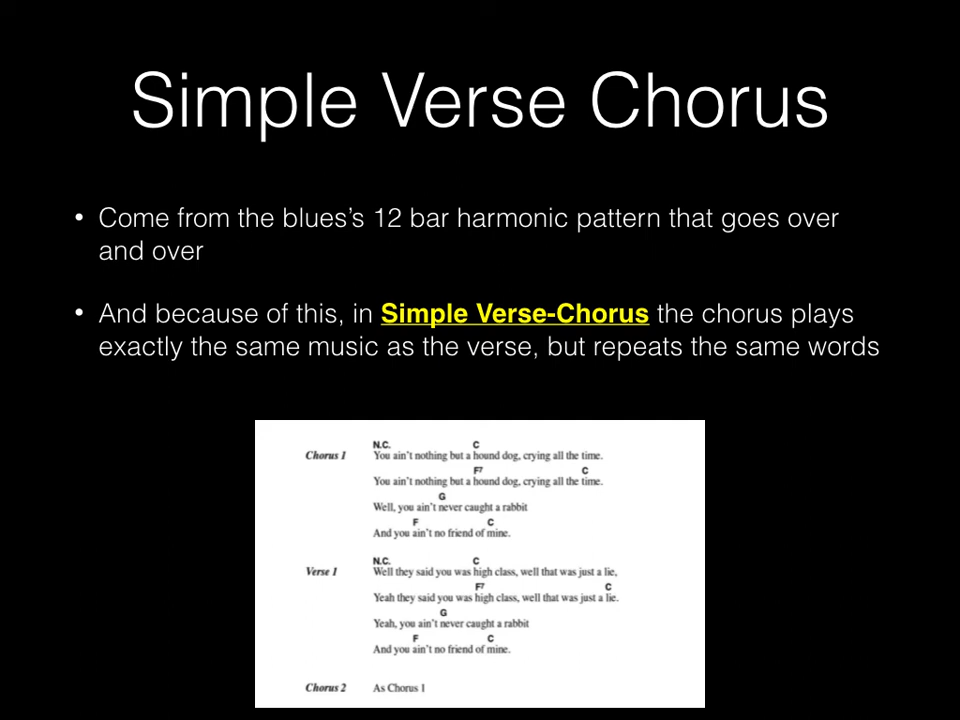 Simple Verse Chorus
• Come from the blues’s 12 bar harmonic pattern that goes over
and over
• And because of this, in Simple Verse-Chorus the chorus plays
exactly the same music as the verse, but repeats the same words
N.C. C
Chorus 1 You ain't nothing but a hound dog, crying all the time.
F7 C
You ain't nothing but a hound dog, crying all the time.
G
Well, you ain't never caught a rabbit
F C
And you ain't no friend of mine.
N.C. C
Verse 1 Well they said you was high class, well that was just a lie,
F7 C
Yeah they said you was high class, well that was just a lie.
G
Yeah, you ain't never caught a rabbit
F C
And you ain't no friend of mine.
Chorus 2 As Chorus 1